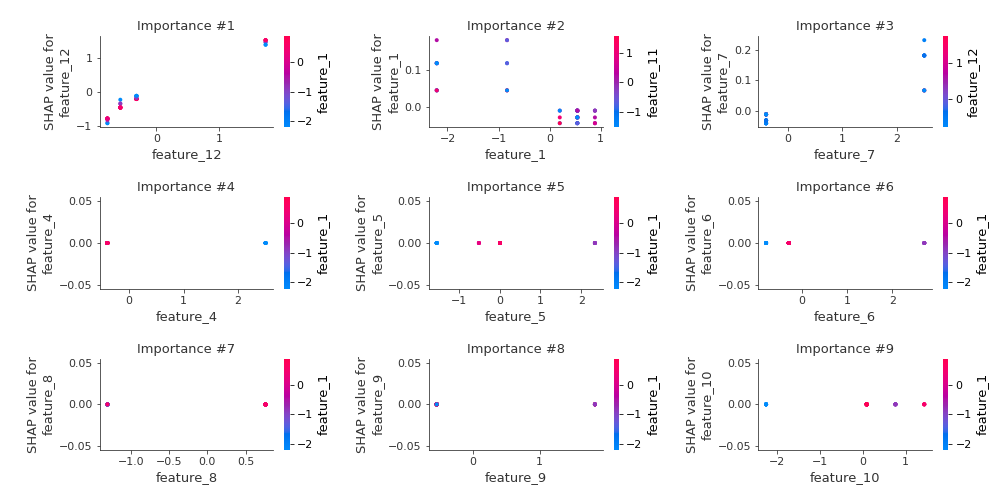 Importance #1
SHAP value for
feature_12
1
0
−1
0
1
feature_12
0
−1
−2
feature_1
Importance #2
SHAP value for
feature_1
0.1
0.0
−2
−1
0
1
feature_1
1
0
−1
feature_11
Importance #3
SHAP value for
feature_7
0.2
0.1
0.0
0
1
2
feature_7
1
0
feature_12
Importance #4
SHAP value for
feature_4
0.05
0.00
−0.05
0
1
2
feature_4
0
−1
−2
feature_1
Importance #5
SHAP value for
feature_5
0.05
0.00
−0.05
−1
0
1
2
feature_5
0
−1
−2
feature_1
Importance #6
SHAP value for
feature_6
0.05
0.00
−0.05
0
1
2
feature_6
0
−1
−2
feature_1
Importance #7
SHAP value for
feature_8
0.05
0.00
−0.05
−1.0
−0.5
0.0
0.5
feature_8
0
−1
−2
feature_1
Importance #8
SHAP value for
feature_9
0.05
0.00
−0.05
0
1
feature_9
0
−1
−2
feature_1
Importance #9
SHAP value for
feature_10
0.05
0.00
−0.05
−2
−1
0
1
feature_10
0
−1
−2
feature_1